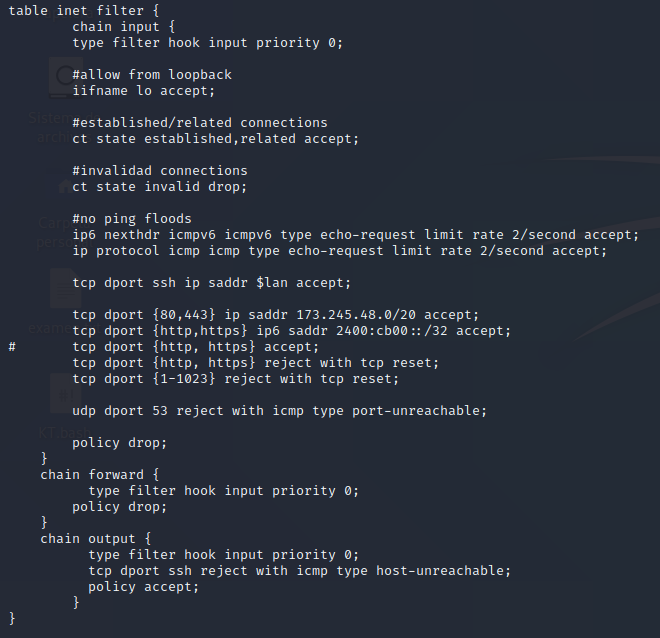 table inet filter {
chain input {
type filter hook input priority 0;
#allow from loopback
iifname lo accept;
#established/related connections
ct state established,related accept;
#invalidad connections
ct state invalid drop;
#no ping floods
ip6 nexthdr icmpv6 icmpv6 type echo-request limit rate 2/second accept;
ip protocol icmp icmp type echo-request limit rate 2/second accept;
tcp dport ssh ip saddr $lan accept;
tcp dport {80,443} ip saddr 173.245.48.0/20 accept;
tcp dport {http,https} ip6 saddr 2400:cb00::/32 accept;
# tcp dport {http, https} accept;
tcp dport {http, https} reject with tcp reset;
tcp dport {1-1023} reject with tcp reset;
udp dport 53 reject with icmp type port-unreachable;
policy drop;
}
chain forward {
type filter hook input priority 0;
policy drop;
}
chain output {
type filter hook input priority 0;
tcp dport ssh reject with icmp type host-unreachable;
policy accept;
}
}